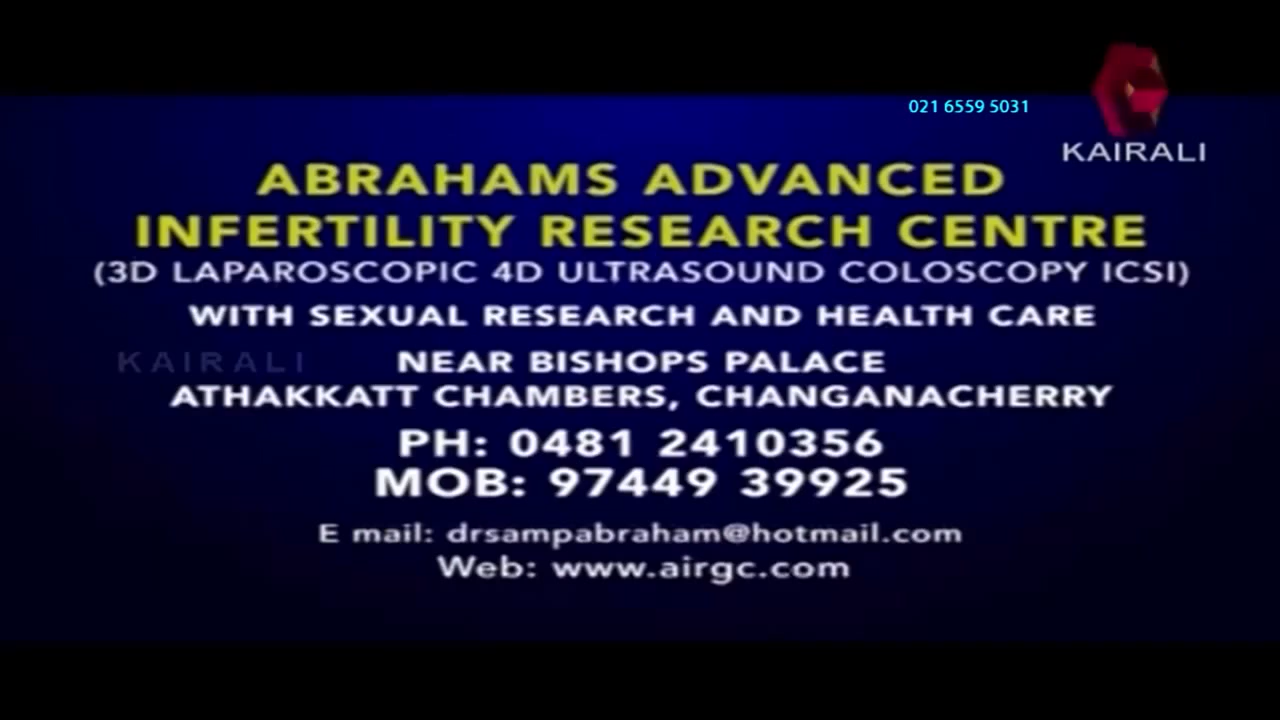 021 6559 5031
KAIRALI
ABRAHAMS ADVANCED
INFERTILITY RESEARCH CENTRE
(3D LAPAROSCOPIC 4D ULTRASOUND COLOSCOPY ICSI)
WITH SEXUAL RESEARCH AND HEALTH CARE
KAIRALI
NEAR BISHOPS PALACE
ATHAKKATT CHAMBERS, CHANGANACHERRY
PH: 0481 2410356
MOB: 97449 39925
E mail: drsampabraham@hotmail.com
Web: www.airgc.com